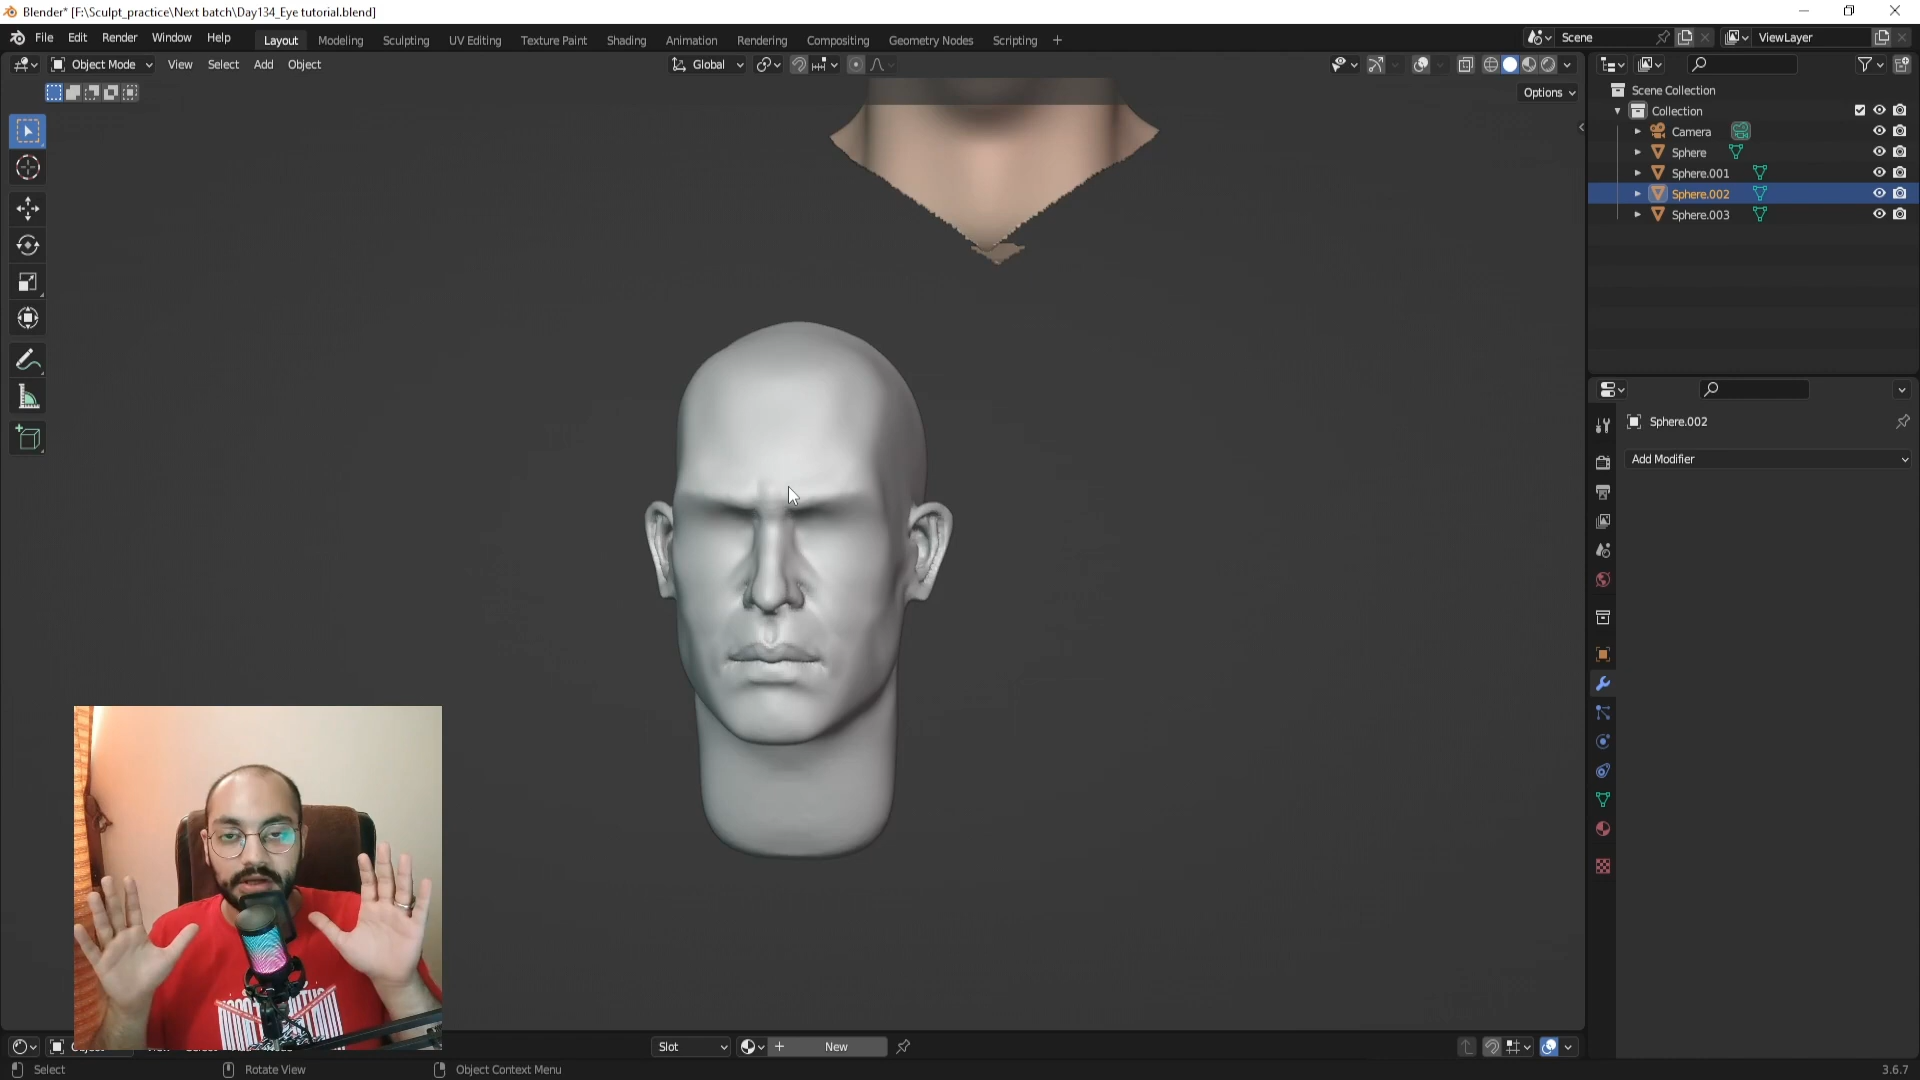 Blender* [F:\Sculpt_practice\Next batch\Day134_Eye tutorial.blend]
File Edit Render Window Help Layout Modeling Sculpting UV Editing Texture Paint Shading Animation Rendering Compositing Geometry Nodes Scripting + Scene ViewLayer
Object Mode View Select Add Object Global
Options
Scene Collection
Collection
Camera
Sphere
Sphere.001
Sphere.002
Sphere.003
Sphere.002
Add Modifier
Slot New
Select Rotate View Object Context Menu 3.6.7